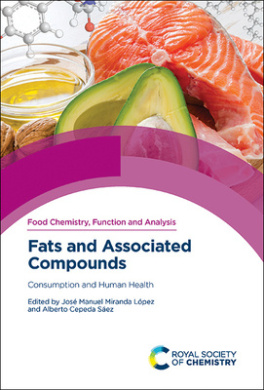 Food Chemistry, Function and Analysis
Fats and Associated
Compounds
Consumption and Human Health
Edited by José Manuel Miranda López
and Alberto Cepeda Sáez
ROYAL SOCIETY
OF CHEMISTRY